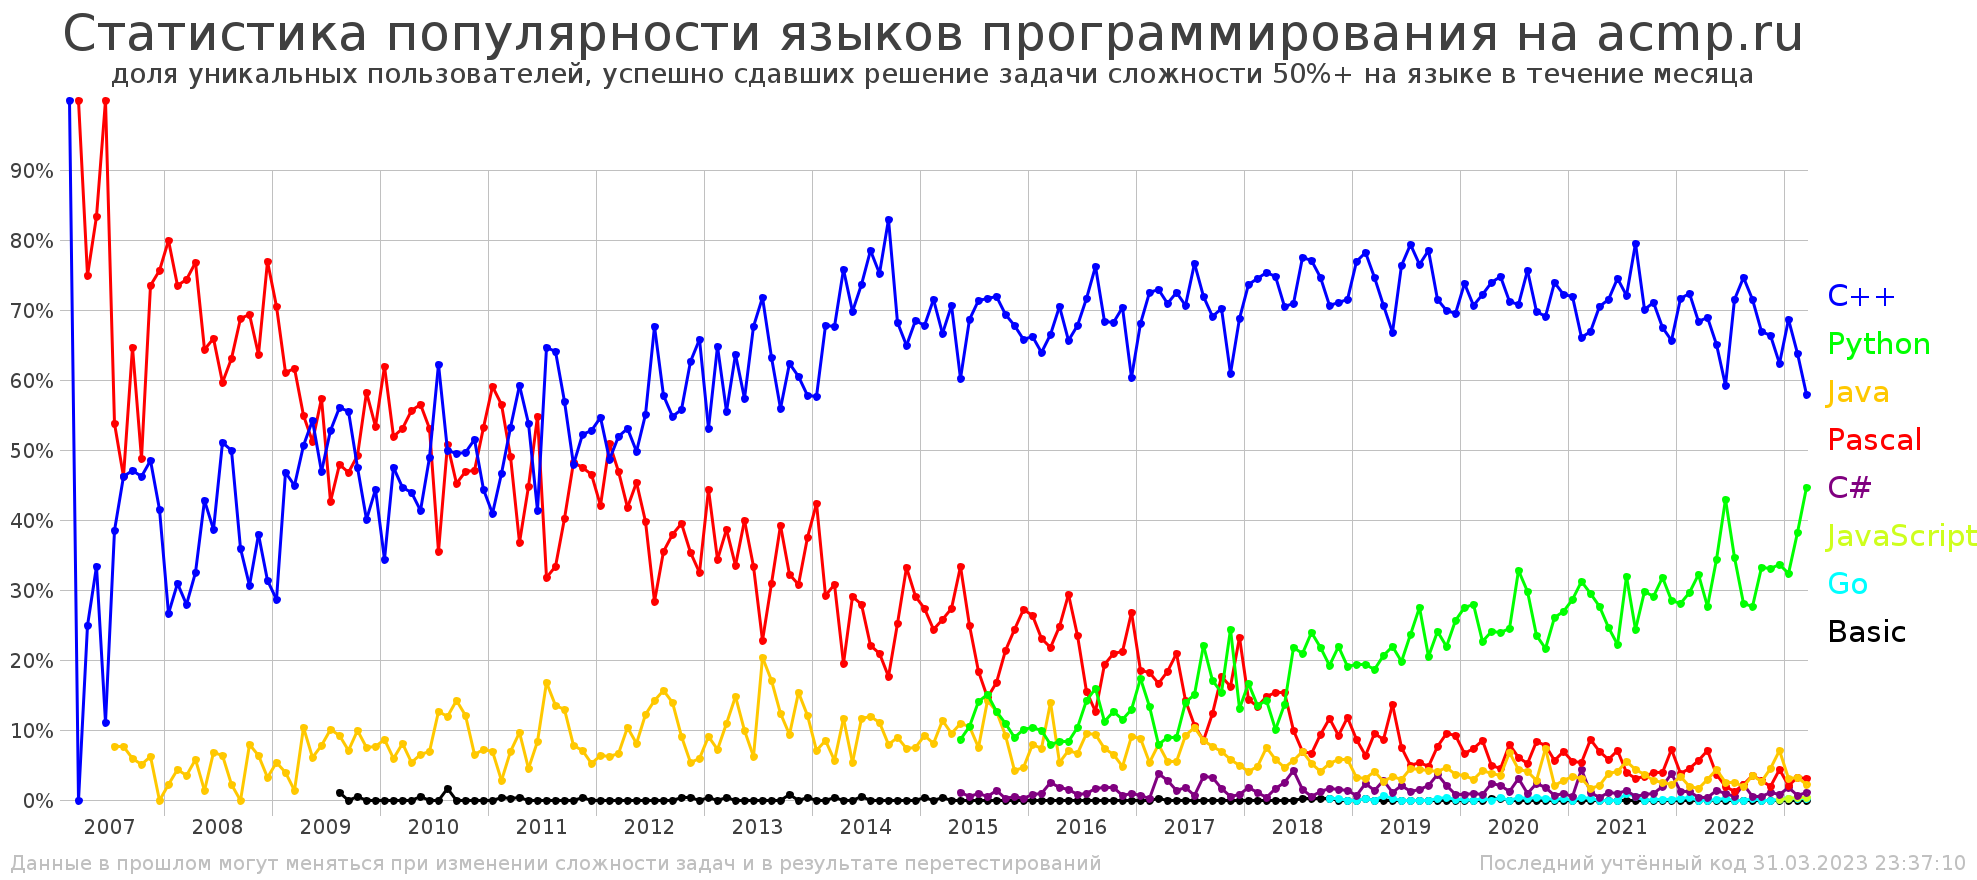 Статистика популярности языков программирования на acmp.ru
доля уникальных пользователей, успешно сдавших решение задачи сложности 50%+ на языке в течение месяца
90%
80%
70%
60%
50%
40%
30%
20%
10%
0%
C++
Python
Java
Pascal
C#
JavaScript
Go
Basic
2007 2008 2009 2010 2011 2012 2013 2014 2015 2016 2017 2018 2019 2020 2021 2022
Данные в прошлом могут меняться при изменении сложности задач и в результате перетестирований
Последний учтённый код 31.03.2023 23:37:10